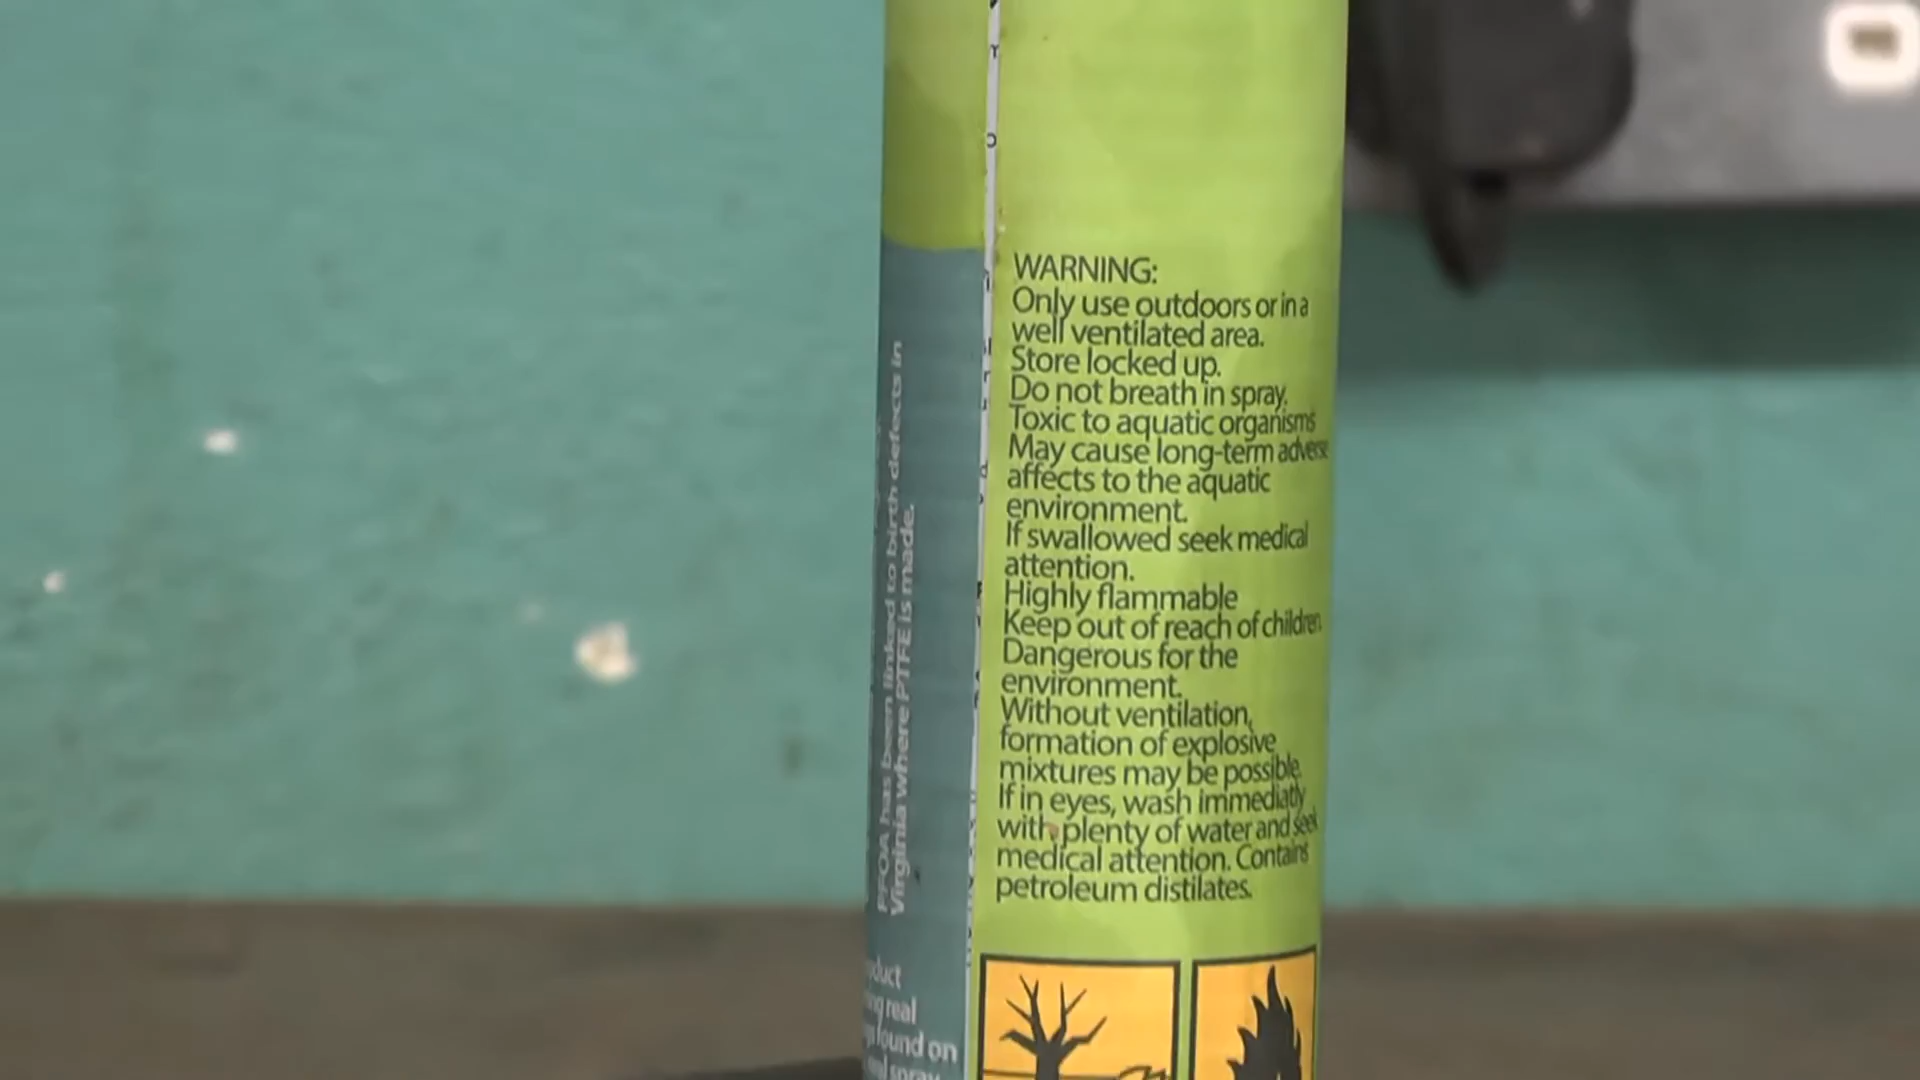 WARNING:
Only use outdoors or in a
well ventilated area.
Store locked up.
Do not breath in spray.
Toxic to aquatic organisms
May cause long-term adverse
affects to the aquatic
environment.
If swallowed seek medical
attention.
Highly flammable
Keep out of reach of children
Dangerous for the
environment.
Without ventilation,
formation of explosive
mixtures may be possible.
If in eyes, wash immediatly
with plenty of water and seek
medical attention. Contains
petroleum distilates.
PFOA has been linked to birth defects in
Virginia where PTFE is made.
real
found on
spray